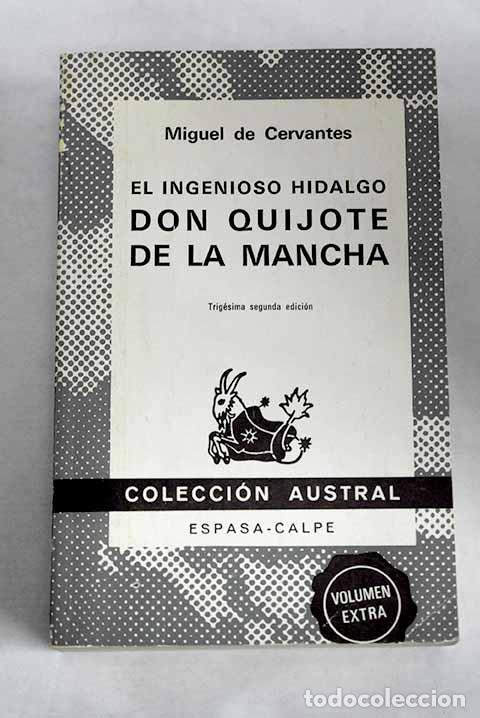 Miguel de Cervantes
EL INGENIOSO HIDALGO
DON QUIJOTE
DE LA MANCHA
Trigésima segunda edición
COLECCIÓN AUSTRAL
ESPASA-CALPE
VOLUMEN
EXTRA
todocoleccion